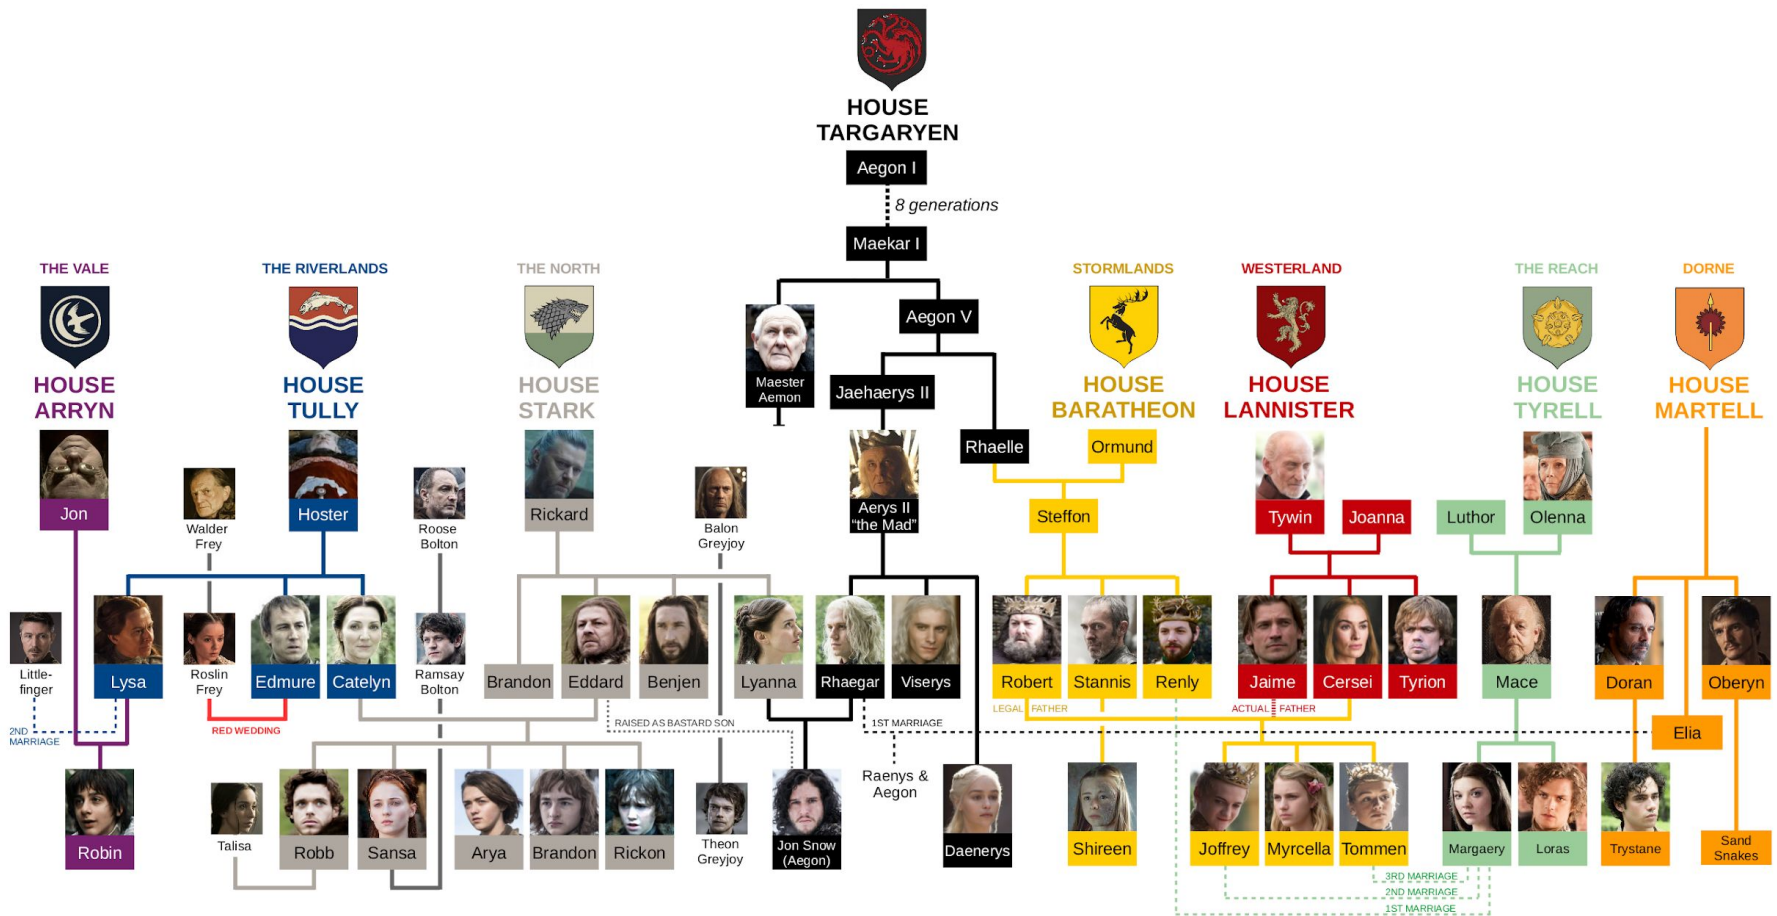 HOUSE
TARGARYEN
Aegon I
8 generations
Maekar I
THE VALE
THE RIVERLANDS
THE NORTH
STORMLANDS
WESTERLAND
THE REACH
DORNE
Aegon V
HOUSE
ARRYN
HOUSE
TULLY
HOUSE
STARK
Maester
Aemon
Jaehaerys II
HOUSE
BARATHEON
HOUSE
LANNISTER
HOUSE
TYRELL
HOUSE
MARTELL
Rhaelle
Ormund
Jon
Walder
Frey
Hoster
Roose
Bolton
Rickard
Balon
Greyjoy
Aerys II
“the Mad”
Steffon
Tywin
Joanna
Luthor
Olenna
Little-
finger
Lysa
Roslin
Frey
Edmure
Catelyn
Ramsay
Bolton
Brandon
Eddard
Benjen
Lyanna
Rhaegar
Viserys
Robert
Stannis
Renly
Jaime
Cersei
Tyrion
Mace
Doran
Oberyn
LEGAL FATHER
ACTUAL FATHER
2ND
MARRIAGE
RED WEDDING
RAISED AS BASTARD SON
1ST MARRIAGE
Elia
Raenys &
Aegon
Robin
Talisa
Robb
Sansa
Arya
Brandon
Rickon
Theon
Greyjoy
Jon Snow
(Aegon)
Daenerys
Shireen
Joffrey
Myrcella
Tommen
Margaery
Loras
Trystane
Sand
Snakes
3RD MARRIAGE
2ND MARRIAGE
1ST MARRIAGE